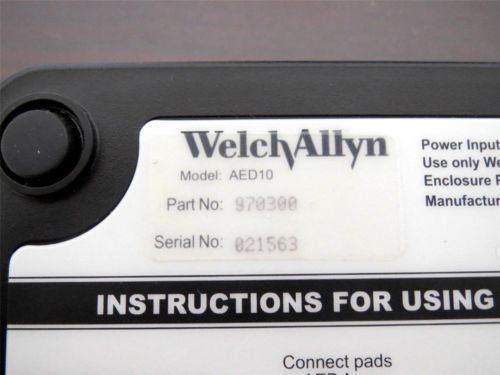 WelchAllyn
Model: AED10
Part No: 970300
Serial No: 021563
Power Input
Use only We
Enclosure P
Manufactur
INSTRUCTIONS FOR USING
Connect pads